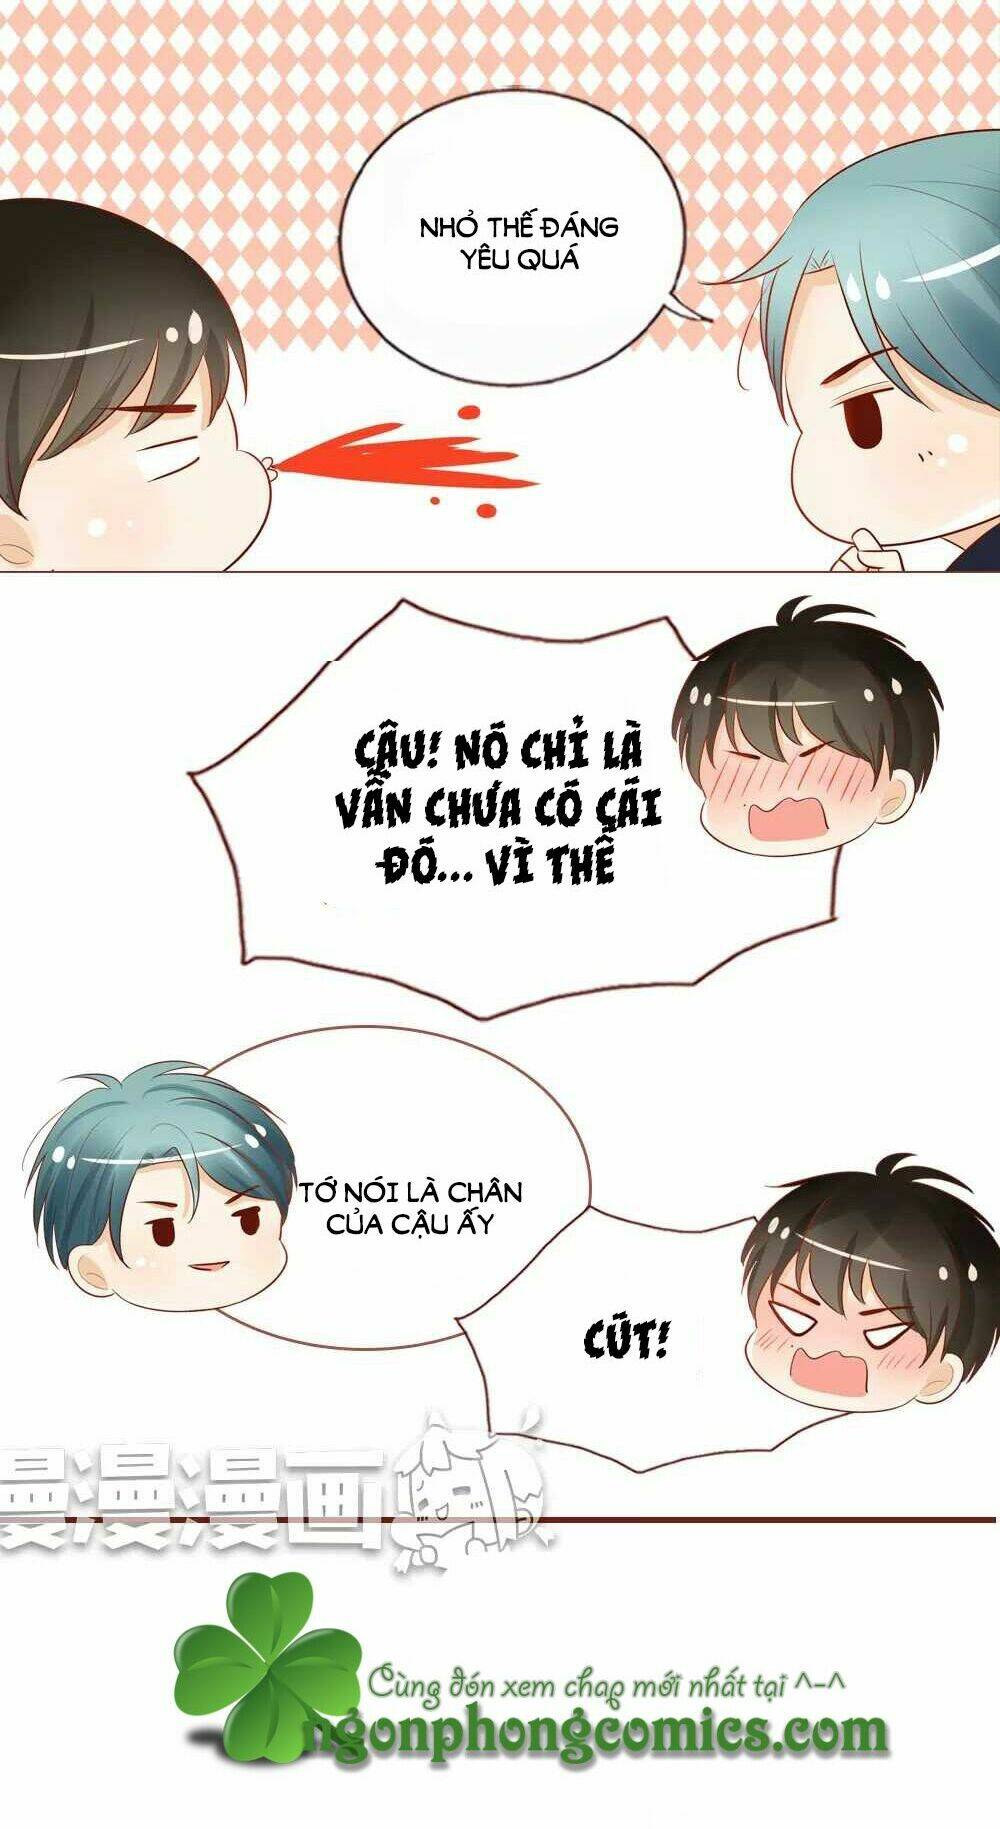 NHỎ THẾ ĐÁNG
YÊU QUÁ
CẬU! NÓ CHỈ LÀ
VẪN CHƯA CÓ CÁI
ĐÓ... VÌ THẾ
TỚ NÓI LÀ CHÂN
CỦA CẬU ẤY
CÚT!
漫漫漫画
Cùng đón xem chap mới nhất tại ^-^
ngonphongcomics.com